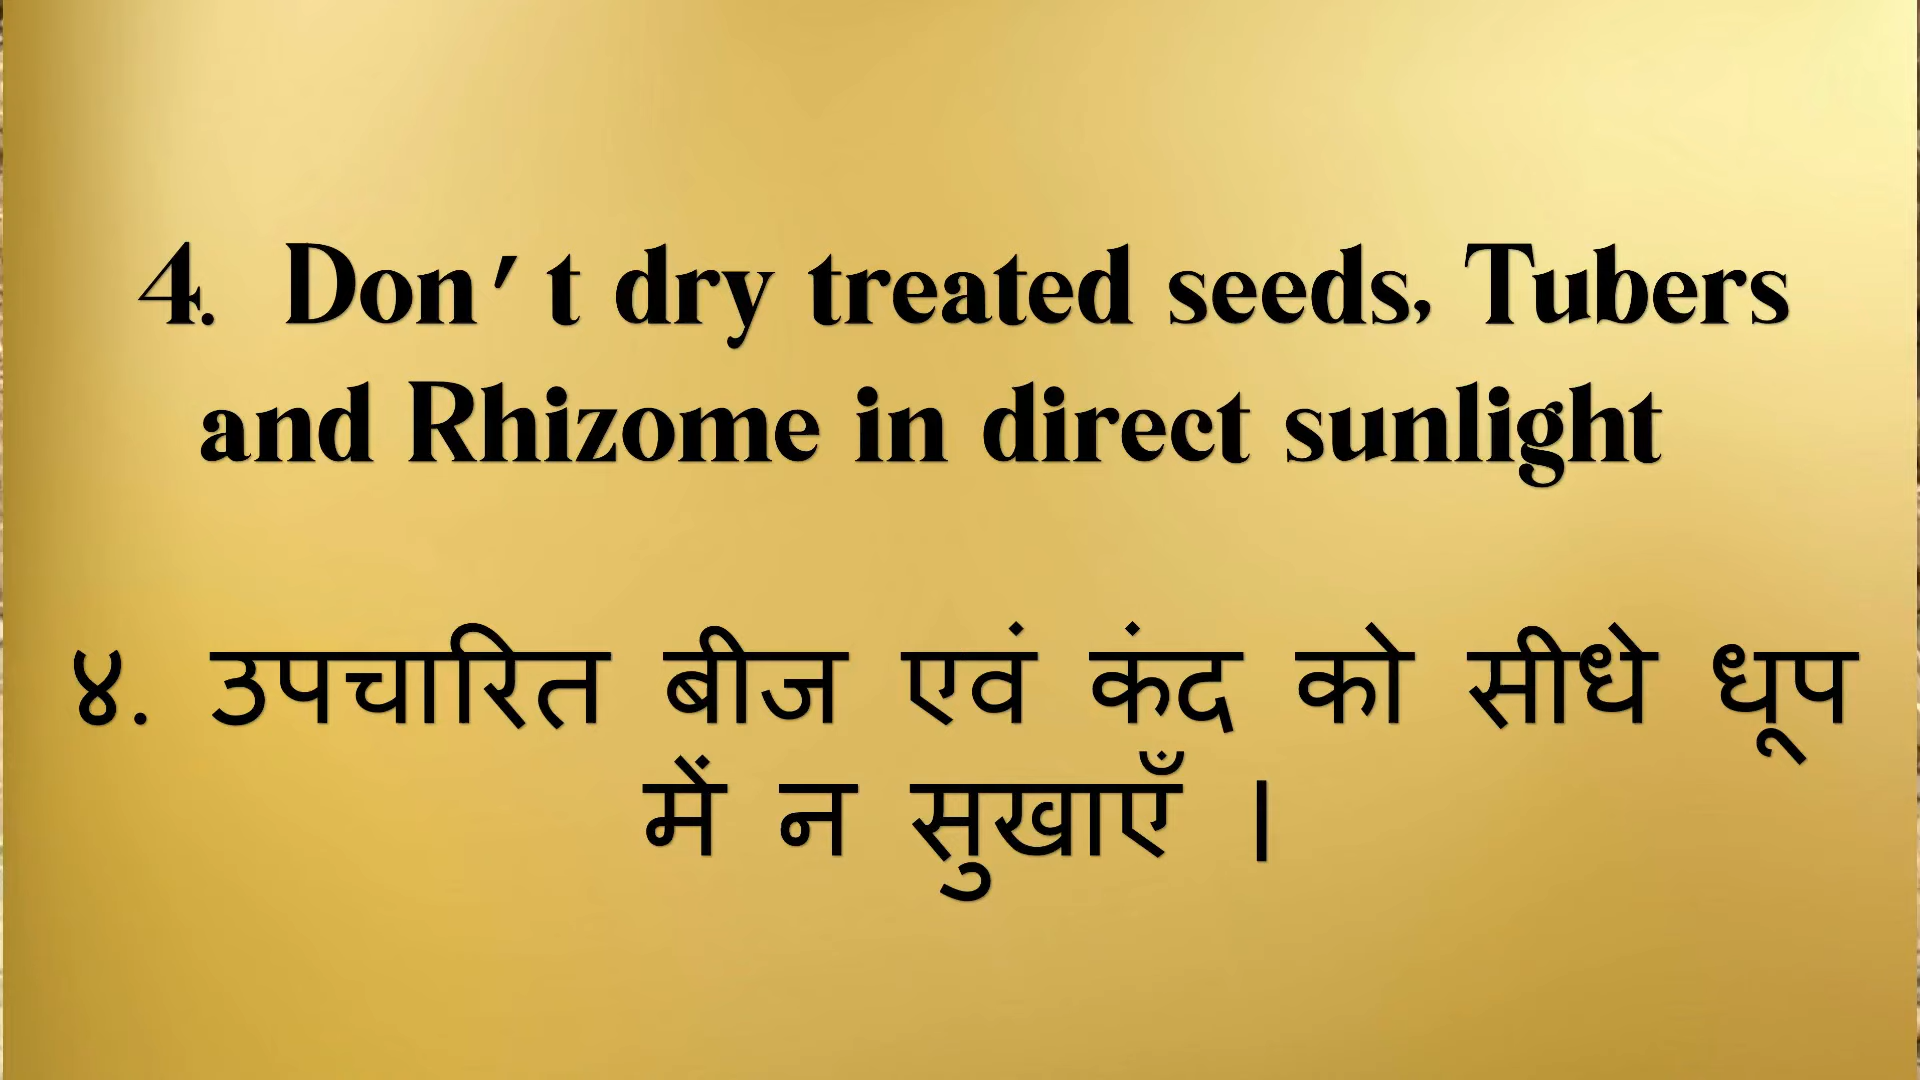 4. Don't dry treated seeds, Tubers
and Rhizome in direct sunlight
४. उपचारित बीज एवं कंद को सीधे धूप
में न सुखाएँ ।